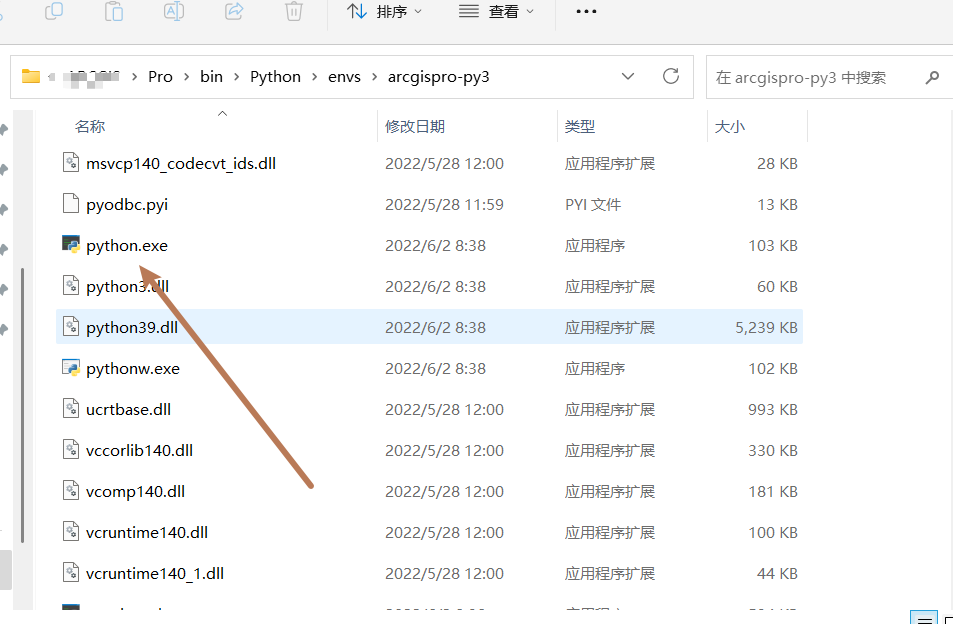 排序 查看 •••
Pro > bin > Python > envs > arcgispro-py3 在 arcgispro-py3 中搜索
名称 修改日期 类型 大小
msvcp140_codecvt_ids.dll 2022/5/28 12:00 应用程序扩展 28 KB
pyodbc.pyi 2022/5/28 11:59 PYI 文件 13 KB
python.exe 2022/6/2 8:38 应用程序 103 KB
python3.dll 2022/6/2 8:38 应用程序扩展 60 KB
python39.dll 2022/6/2 8:38 应用程序扩展 5,239 KB
pythonw.exe 2022/6/2 8:38 应用程序 102 KB
ucrtbase.dll 2022/5/28 12:00 应用程序扩展 993 KB
vccorlib140.dll 2022/5/28 12:00 应用程序扩展 330 KB
vcomp140.dll 2022/5/28 12:00 应用程序扩展 181 KB
vcruntime140.dll 2022/5/28 12:00 应用程序扩展 100 KB
vcruntime140_1.dll 2022/5/28 12:00 应用程序扩展 44 KB